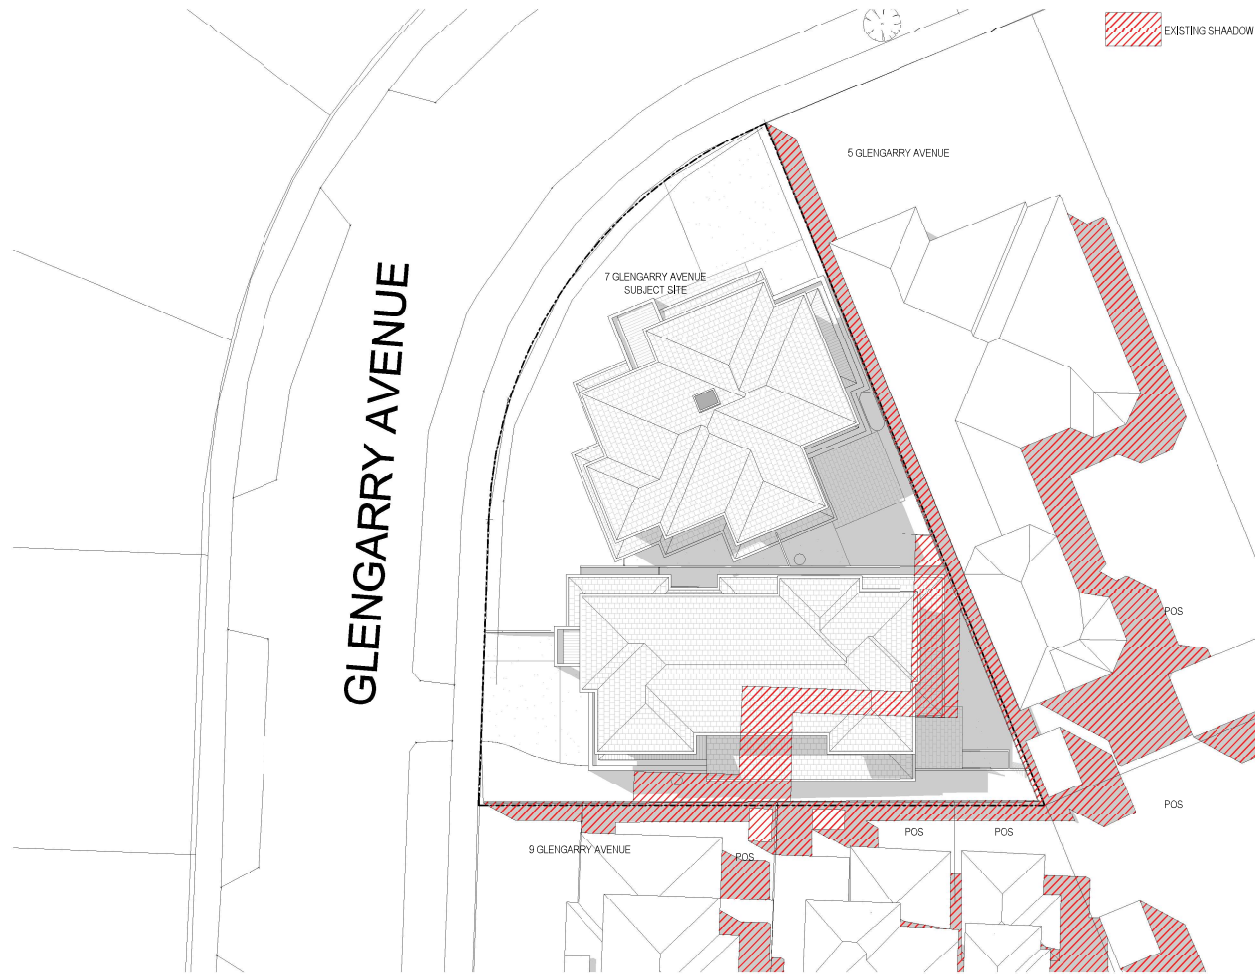 EXISTING SHAADOW
5 GLENGARRY AVENUE
7 GLENGARRY AVENUE
SUBJECT SITE
GLENGARRY AVENUE
POS
POS
POS
POS
9 GLENGARRY AVENUE
POS